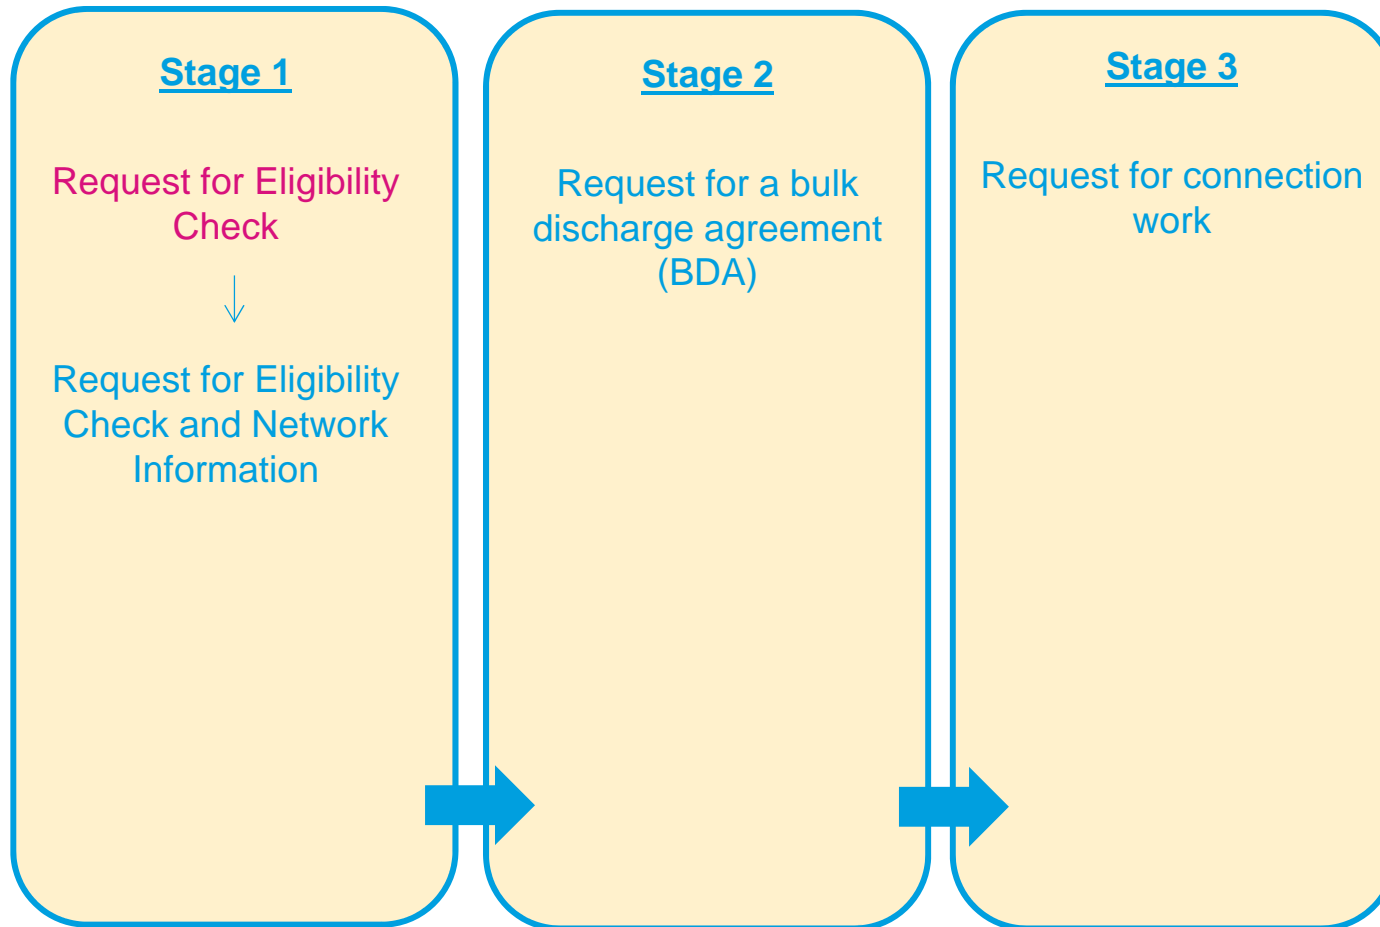 Stage 1
Request for Eligibility
Check
Request for Eligibility
Check and Network
Information
Stage 2
Request for a bulk
discharge agreement
(BDA)
Stage 3
Request for connection
work